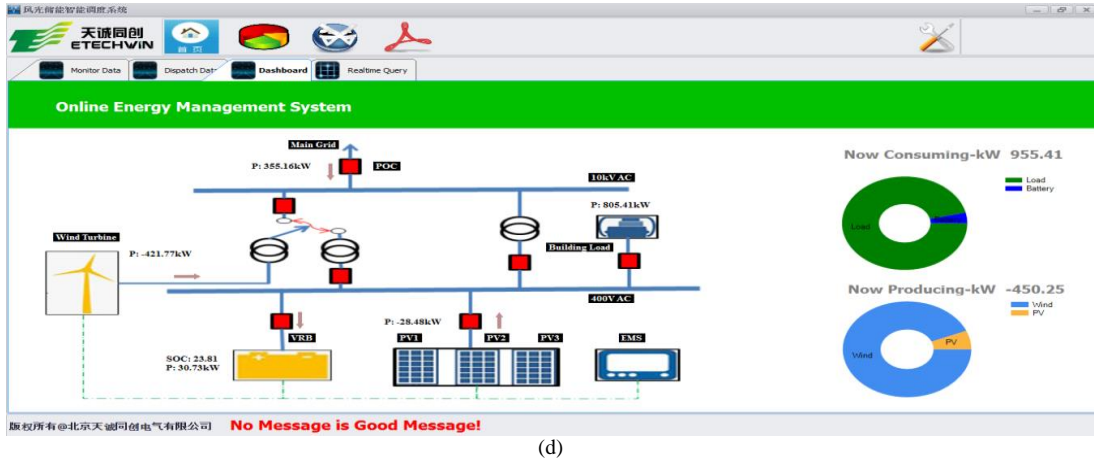 风光储能智能调度系统
天诚同创
ETECHWIN
首页
Monitor Data
Dispatch Dat
Dashboard
Realtime Query
Online Energy Management System
Main Grid
P: 355.16kW
POC
10kV AC
P: 805.41kW
Wind Turbine
P: -421.77kW
Building Load
400V AC
P: -28.48kW
VRB
PV1
PV2
PV3
EMS
SOC: 23.81
P: 30.73kW
Now Consuming-kW 955.41
Load
Battery
Load
Now Producing-kW -450.25
Wind
PV
PV
Wind
版权所有@北京天诚同创电气有限公司
No Message is Good Message!
(d)